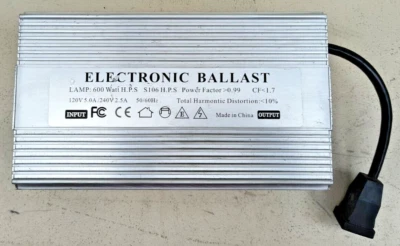 ELECTRONIC BALLAST
LAMP: 600 Watt H.P.S S106 H.P.S Power Factor >0.99 CF<1.7
120V 5.0A /240V 2.5A 50/60Hz Total Harmontic Distortion: <10%
INPUT FC CE Made in China OUTPUT